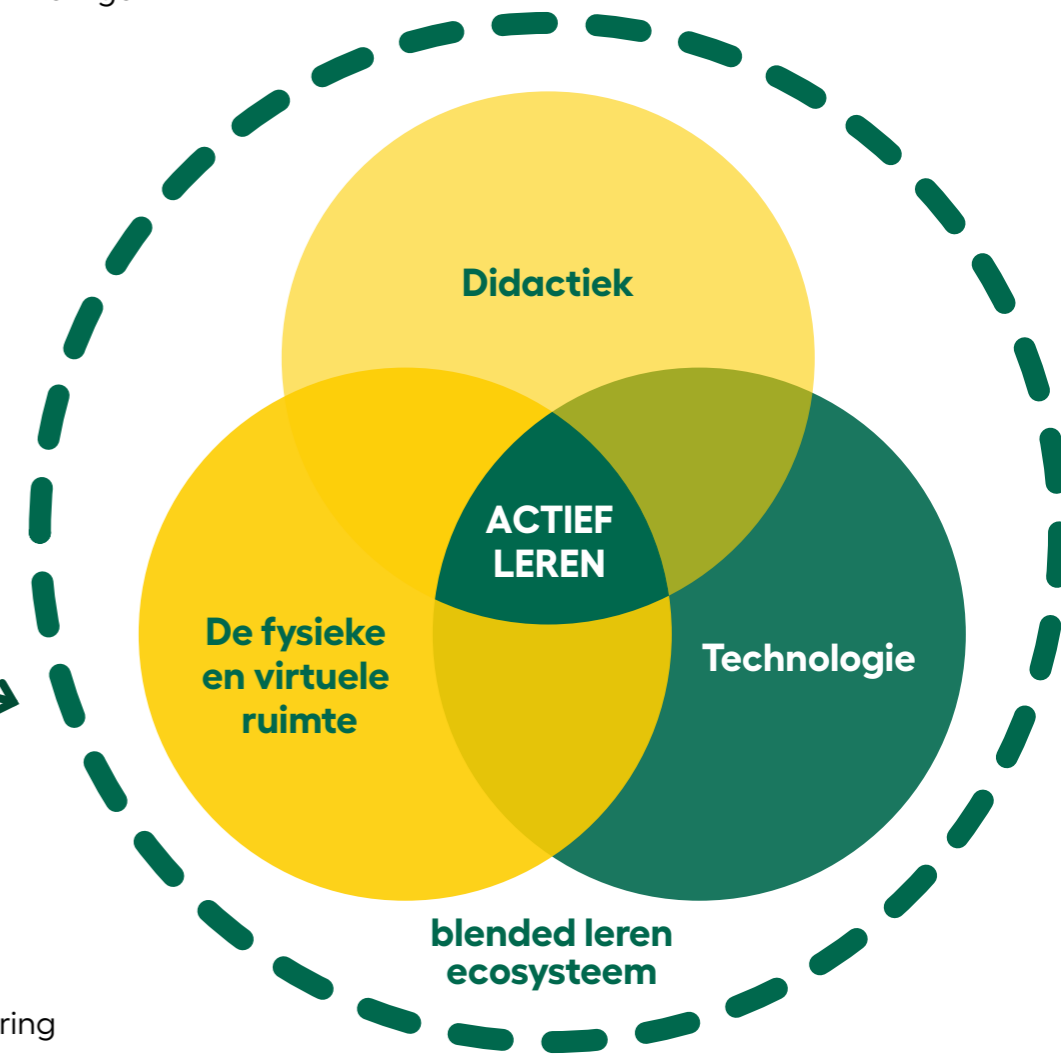 Didactiek
ACTIEF
LEREN
De fysieke
en virtuele
ruimte
Technologie
blended leren
ecosysteem
ring